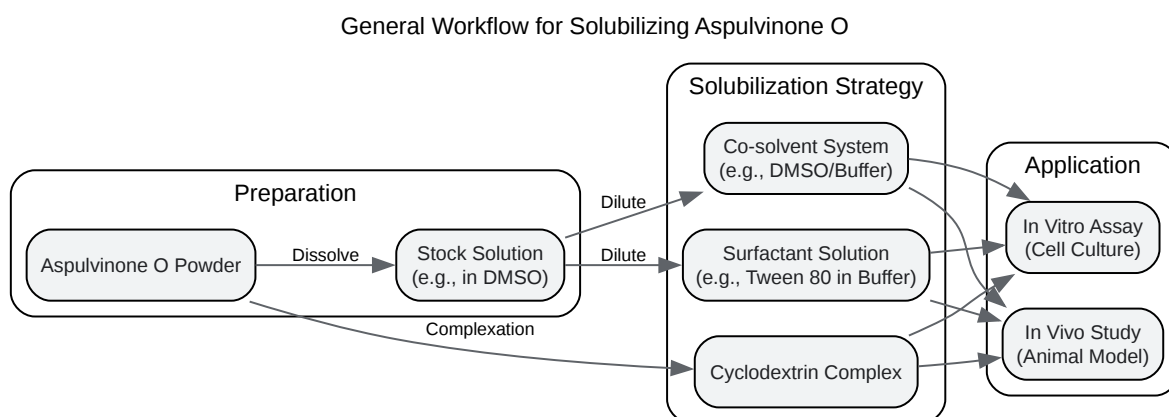 General Workflow for Solubilizing Aspulvinone O
Preparation
Aspulvinone O Powder
Dissolve
Stock Solution
(e.g., in DMSO)
Dilute
Dilute
Complexation
Solubilization Strategy
Co-solvent System
(e.g., DMSO/Buffer)
Surfactant Solution
(e.g., Tween 80 in Buffer)
Cyclodextrin Complex
Application
In Vitro Assay
(Cell Culture)
In Vivo Study
(Animal Model)